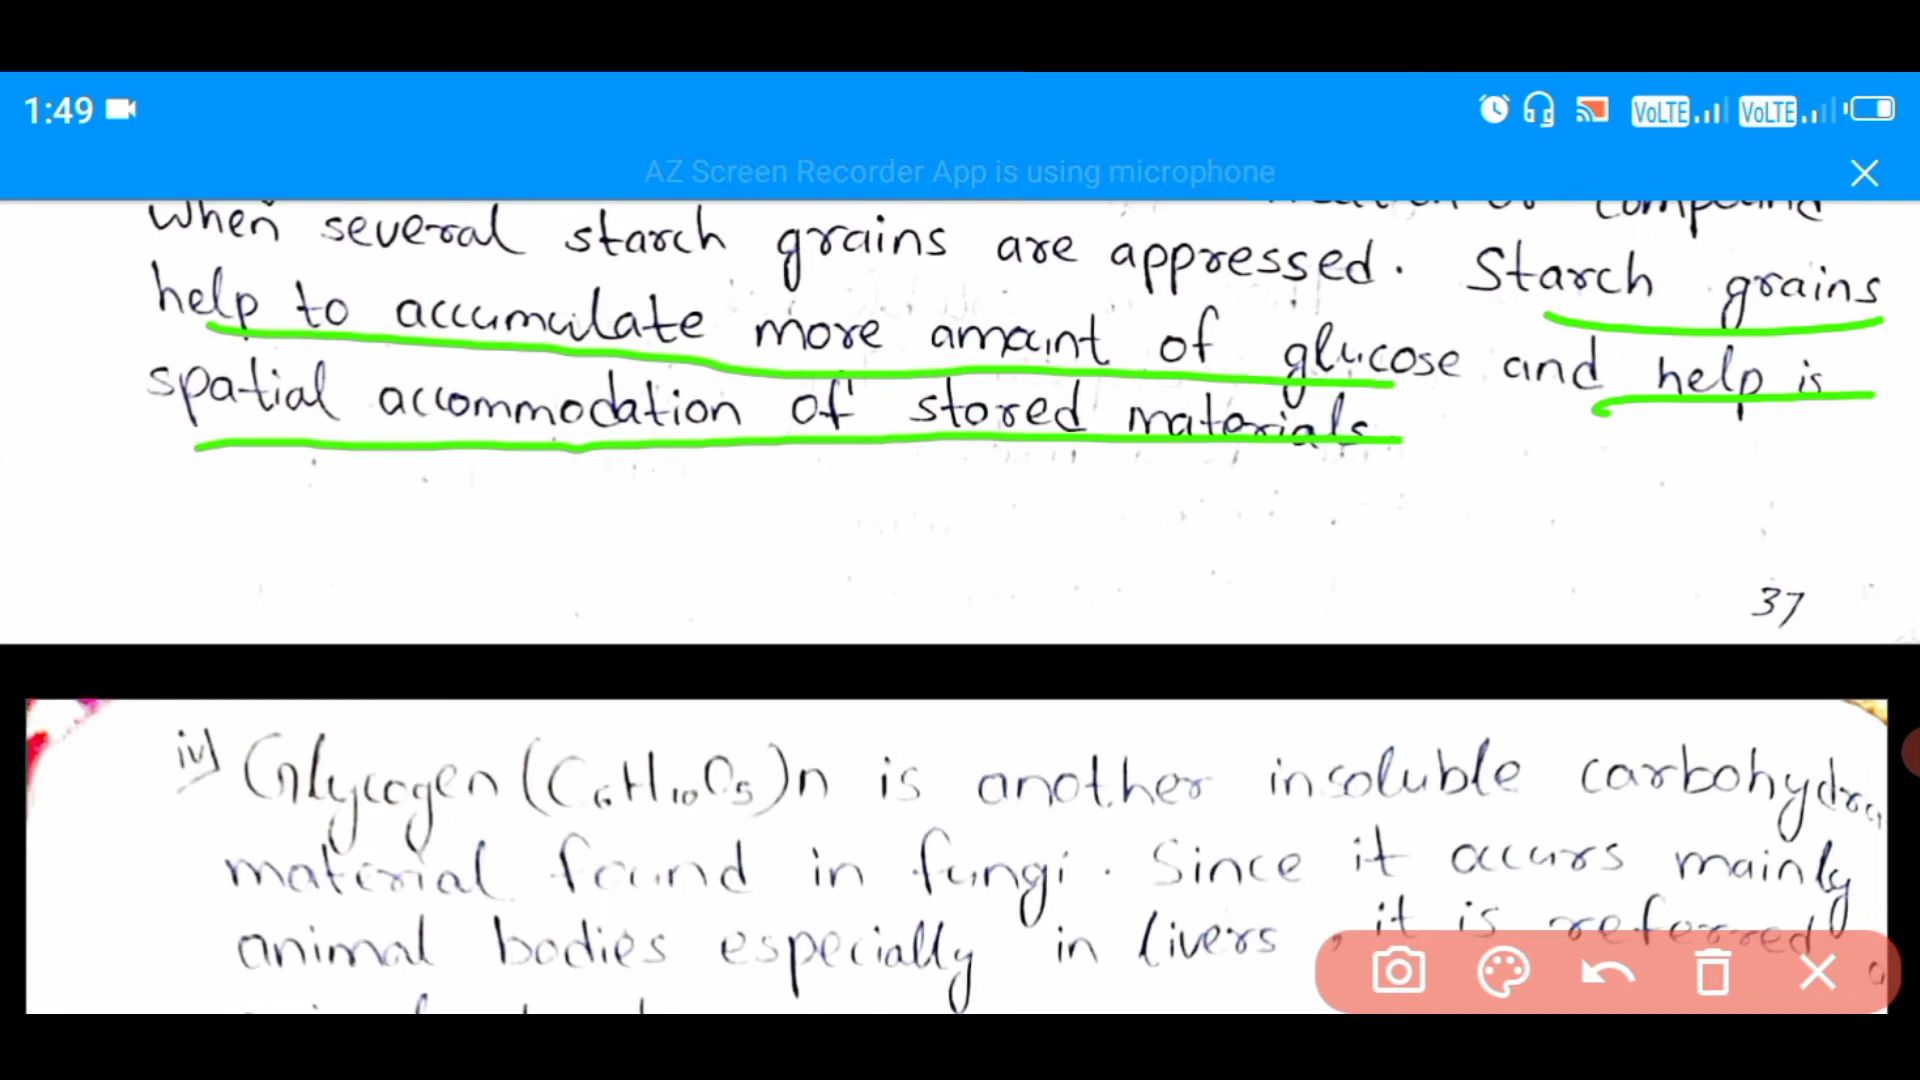 1:49 VoLTE VoLTE
AZ Screen Recorder App is using microphone
compound
when several starch grains are appressed. Starch grains
help to accumulate more amount of glucose and help is
spatial accommodation of stored materials
37
iv) Glycogen (C6H10O5)n is another insoluble carbohydra
material found in fungi. Since it occurs mainly
animal bodies especially in livers, it is referred